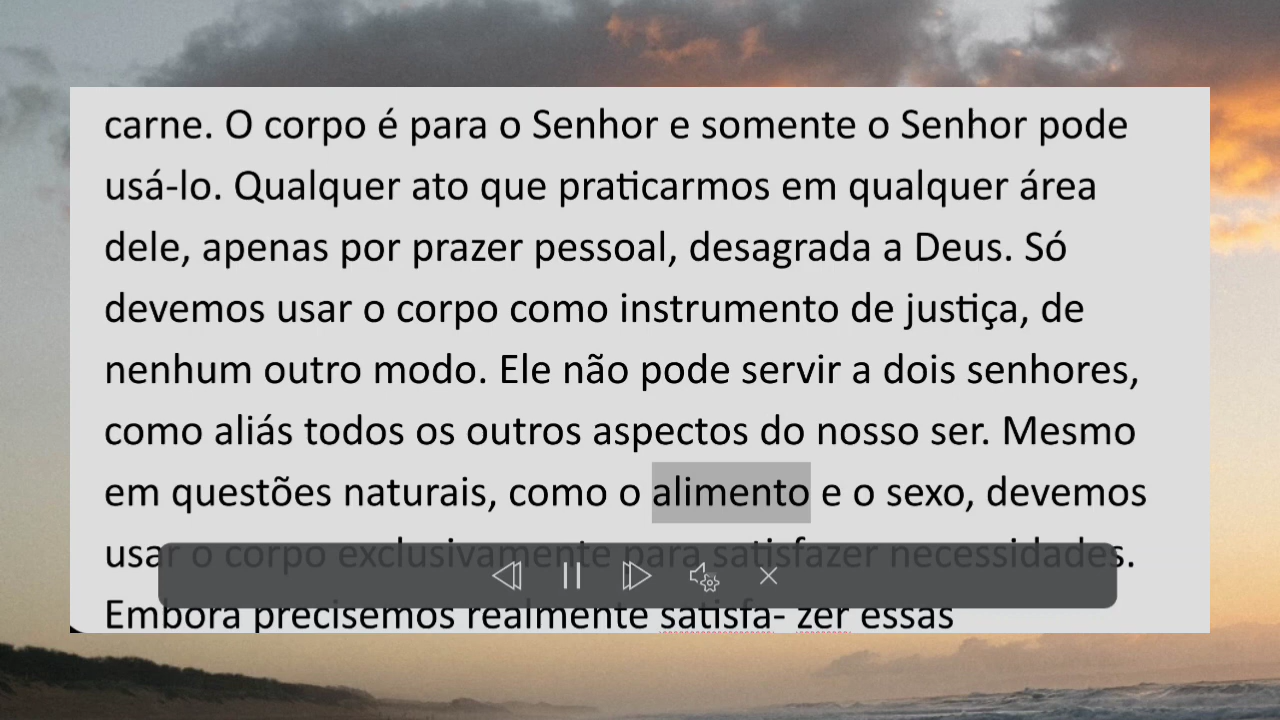 carne. O corpo é para o Senhor e somente o Senhor pode
usá-lo. Qualquer ato que praticarmos em qualquer área
dele, apenas por prazer pessoal, desagrada a Deus. Só
devemos usar o corpo como instrumento de justiça, de
nenhum outro modo. Ele não pode servir a dois senhores,
como aliás todos os outros aspectos do nosso ser. Mesmo
em questões naturais, como o alimento e o sexo, devemos
usar o corpo exclusivamente para satisfazer necessidades.
Embora precisemos realmente satisfa- zer essas